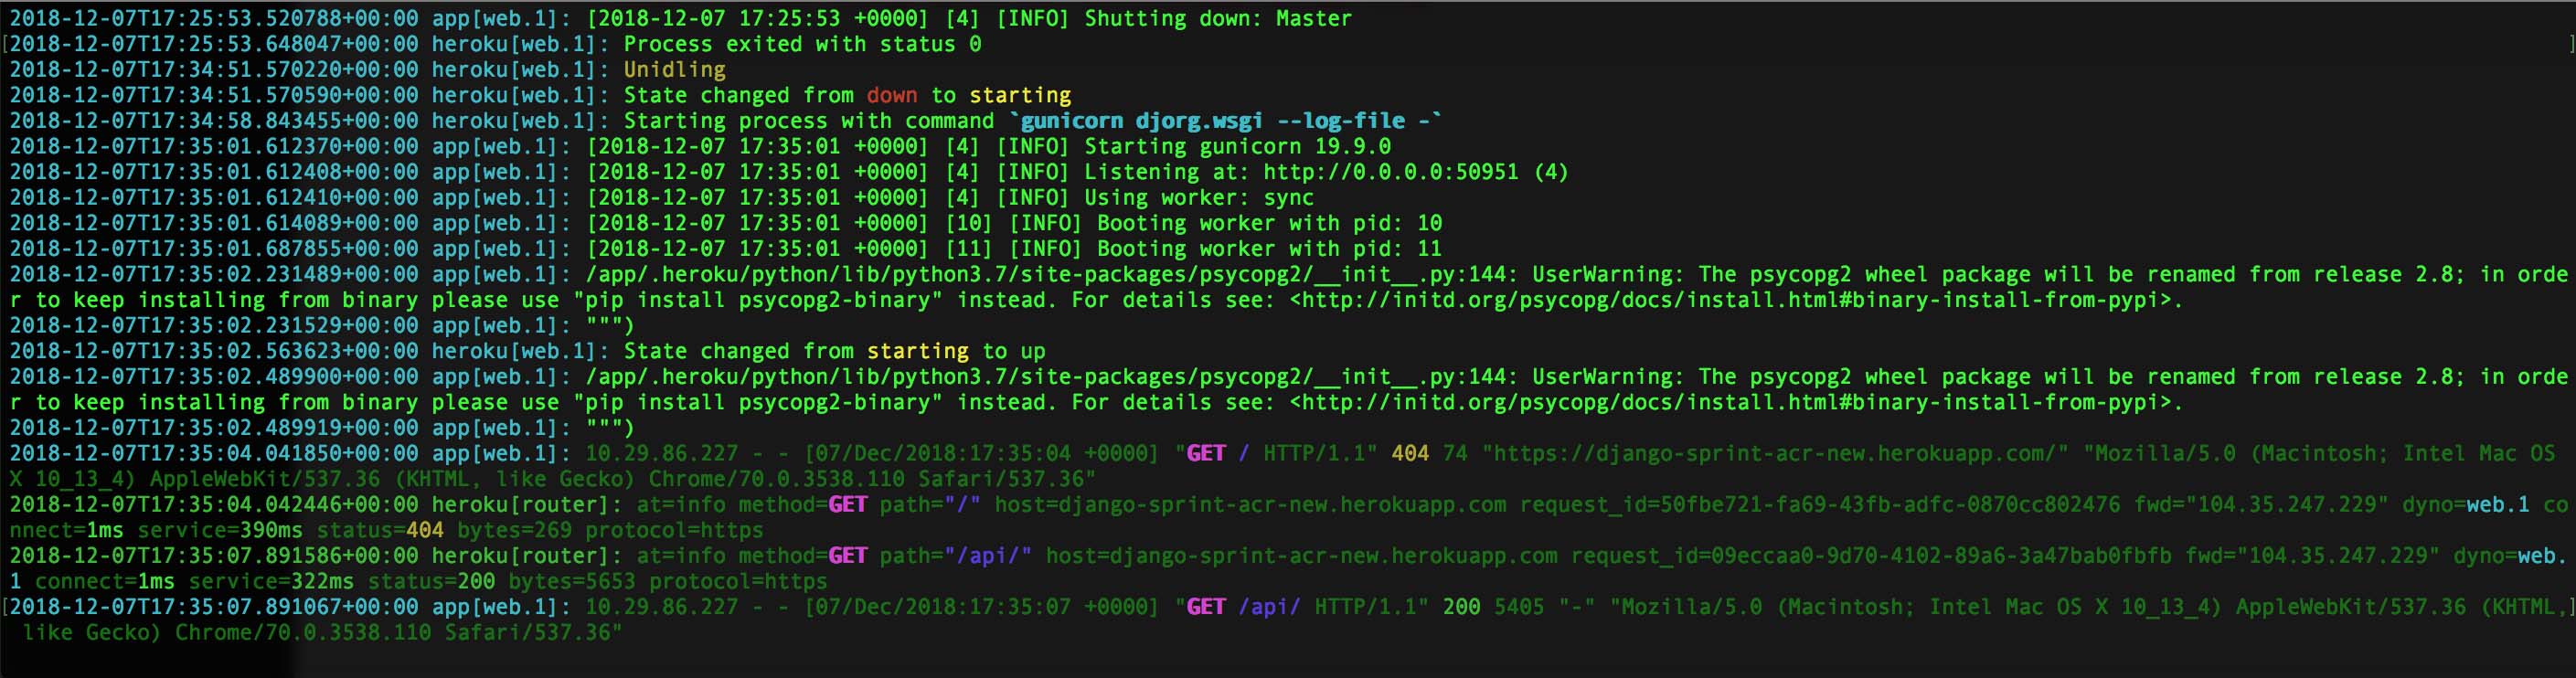 2018-12-07T17:25:53.520788+00:00 app[web.1]: [2018-12-07 17:25:53 +0000] [4] [INFO] Shutting down: Master
[2018-12-07T17:25:53.648047+00:00 heroku[web.1]: Process exited with status 0 ]
2018-12-07T17:34:51.570220+00:00 heroku[web.1]: Unidling
2018-12-07T17:34:51.570590+00:00 heroku[web.1]: State changed from down to starting
2018-12-07T17:34:58.843455+00:00 heroku[web.1]: Starting process with command `gunicorn djorg.wsgi --log-file -`
2018-12-07T17:35:01.612370+00:00 app[web.1]: [2018-12-07 17:35:01 +0000] [4] [INFO] Starting gunicorn 19.9.0
2018-12-07T17:35:01.612408+00:00 app[web.1]: [2018-12-07 17:35:01 +0000] [4] [INFO] Listening at: http://0.0.0.0:50951 (4)
2018-12-07T17:35:01.612410+00:00 app[web.1]: [2018-12-07 17:35:01 +0000] [4] [INFO] Using worker: sync
2018-12-07T17:35:01.614089+00:00 app[web.1]: [2018-12-07 17:35:01 +0000] [10] [INFO] Booting worker with pid: 10
2018-12-07T17:35:01.687855+00:00 app[web.1]: [2018-12-07 17:35:01 +0000] [11] [INFO] Booting worker with pid: 11
2018-12-07T17:35:02.231489+00:00 app[web.1]: /app/.heroku/python/lib/python3.7/site-packages/psycopg2/__init__.py:144: UserWarning: The psycopg2 wheel package will be renamed from release 2.8; in orde
r to keep installing from binary please use "pip install psycopg2-binary" instead. For details see: <http://initd.org/psycopg/docs/install.html#binary-install-from-pypi>.
2018-12-07T17:35:02.231529+00:00 app[web.1]: """)
2018-12-07T17:35:02.563623+00:00 heroku[web.1]: State changed from starting to up
2018-12-07T17:35:02.489900+00:00 app[web.1]: /app/.heroku/python/lib/python3.7/site-packages/psycopg2/__init__.py:144: UserWarning: The psycopg2 wheel package will be renamed from release 2.8; in orde
r to keep installing from binary please use "pip install psycopg2-binary" instead. For details see: <http://initd.org/psycopg/docs/install.html#binary-install-from-pypi>.
2018-12-07T17:35:02.489919+00:00 app[web.1]: """)
2018-12-07T17:35:04.041850+00:00 app[web.1]: 10.29.86.227 - - [07/Dec/2018:17:35:04 +0000] "GET / HTTP/1.1" 404 74 "https://django-sprint-acr-new.herokuapp.com/" "Mozilla/5.0 (Macintosh; Intel Mac OS
X 10_13_4) AppleWebKit/537.36 (KHTML, like Gecko) Chrome/70.0.3538.110 Safari/537.36"
2018-12-07T17:35:04.042446+00:00 heroku[router]: at=info method=GET path="/" host=django-sprint-acr-new.herokuapp.com request_id=50fbe721-fa69-43fb-adfc-0870cc802476 fwd="104.35.247.229" dyno=web.1 co
nnect=1ms service=390ms status=404 bytes=269 protocol=https
2018-12-07T17:35:07.891586+00:00 heroku[router]: at=info method=GET path="/api/" host=django-sprint-acr-new.herokuapp.com request_id=09eccaa0-9d70-4102-89a6-3a47bab0fbfb fwd="104.35.247.229" dyno=web.
1 connect=1ms service=322ms status=200 bytes=5653 protocol=https
[2018-12-07T17:35:07.891067+00:00 app[web.1]: 10.29.86.227 - - [07/Dec/2018:17:35:07 +0000] "GET /api/ HTTP/1.1" 200 5405 "-" "Mozilla/5.0 (Macintosh; Intel Mac OS X 10_13_4) AppleWebKit/537.36 (KHTML,]
like Gecko) Chrome/70.0.3538.110 Safari/537.36"